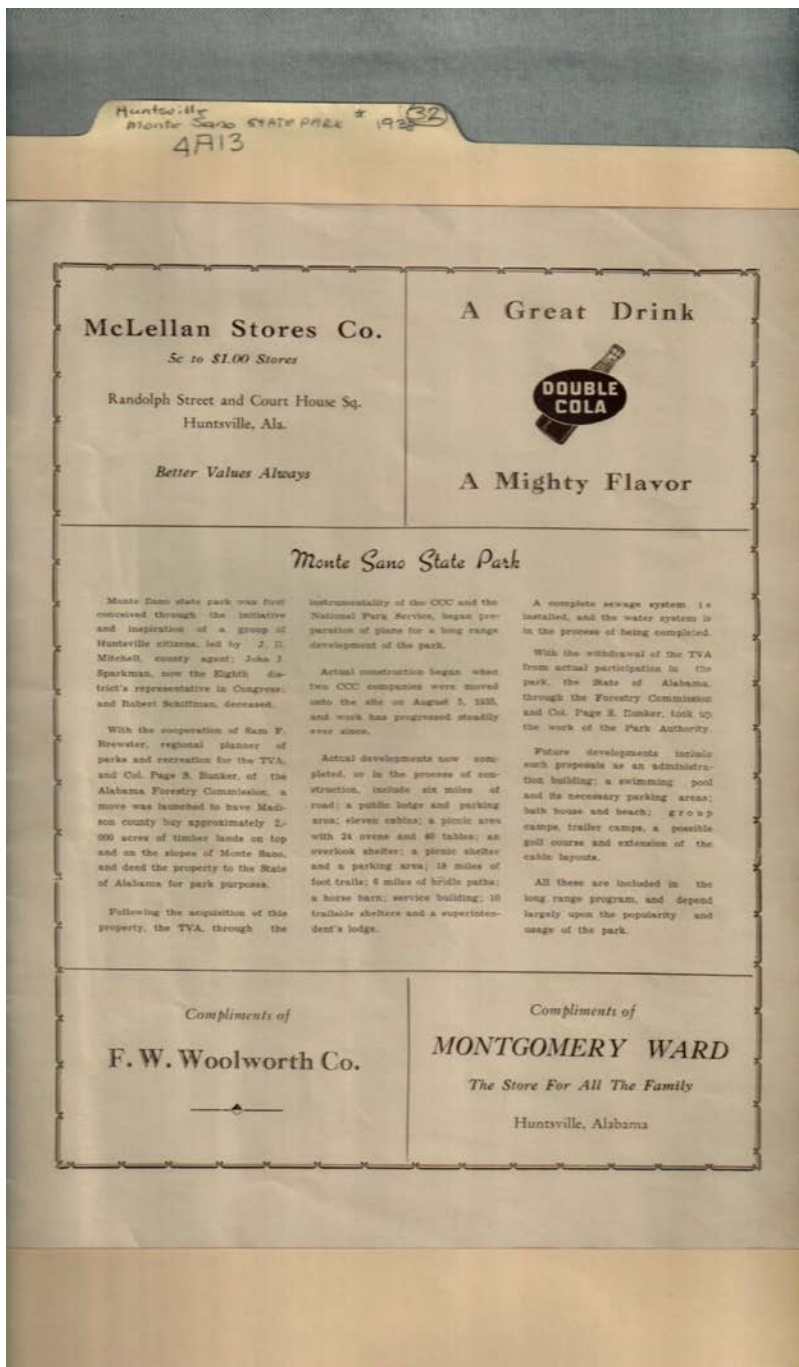 Huntsville
Monte Sano STATE PARK * 1938 32
4A13
McLellan Stores Co.
5c to $1.00 Stores
Randolph Street and Court House Sq.
Huntsville, Ala.
Better Values Always
A Great Drink
DOUBLE
COLA
A Mighty Flavor
Monte Sano State Park
Monte Sano state park was first
conceived through the initiative
and inspiration of a group of
Huntsville citizens, led by J. D.
Mitchell, county agent; John J.
Sparkman, now the Eighth dis-
trict's representative in Congress;
and Robert Schiffman, deceased.
With the cooperation of Sam F.
Brewster, regional planner of
parks and recreation for the TVA,
and Col. Page S. Bunker, of the
Alabama Forestry Commission, a
move was launched to have Madi-
son county buy approximately 2,-
000 acres of timber lands on top
and on the slopes of Monte Sano,
and deed the property to the State
of Alabama for park purposes.
Following the acquisition of this
property, the TVA, through the
instrumentality of the CCC and the
National Park Service, began pre-
paration of plans for a long range
development of the park.
Actual construction began when
two CCC companies were moved
onto the site on August 5, 1935,
and work has progressed steadily
ever since.
Actual developments now com-
pleted, or in the process of con-
struction, include six miles of
road; a public lodge and parking
area; eleven cabins; a picnic area
with 24 ovens and 40 tables; an
overlook shelter; a picnic shelter
and a parking area; 18 miles of
foot trails; 6 miles of bridle paths;
a horse barn; service building; 10
trailside shelters and a superinten-
dent's lodge.
A complete sewage system is
installed, and the water system is
in the process of being completed.
With the withdrawal of the TVA
from actual participation in the
park, the State of Alabama,
through the Forestry Commission
and Col. Page S. Bunker, took up
the work of the Park Authority.
Future developments include
such proposals as an administra-
tion building; a swimming pool
and its necessary parking areas;
bath house and beach; group
camps, trailer camps, a possible
golf course and extension of the
cabin layouts.
All these are included in the
long range program, and depend
largely upon the popularity and
usage of the park.
Compliments of
F. W. Woolworth Co.
Compliments of
MONTGOMERY WARD
The Store For All The Family
Huntsville, Alabama